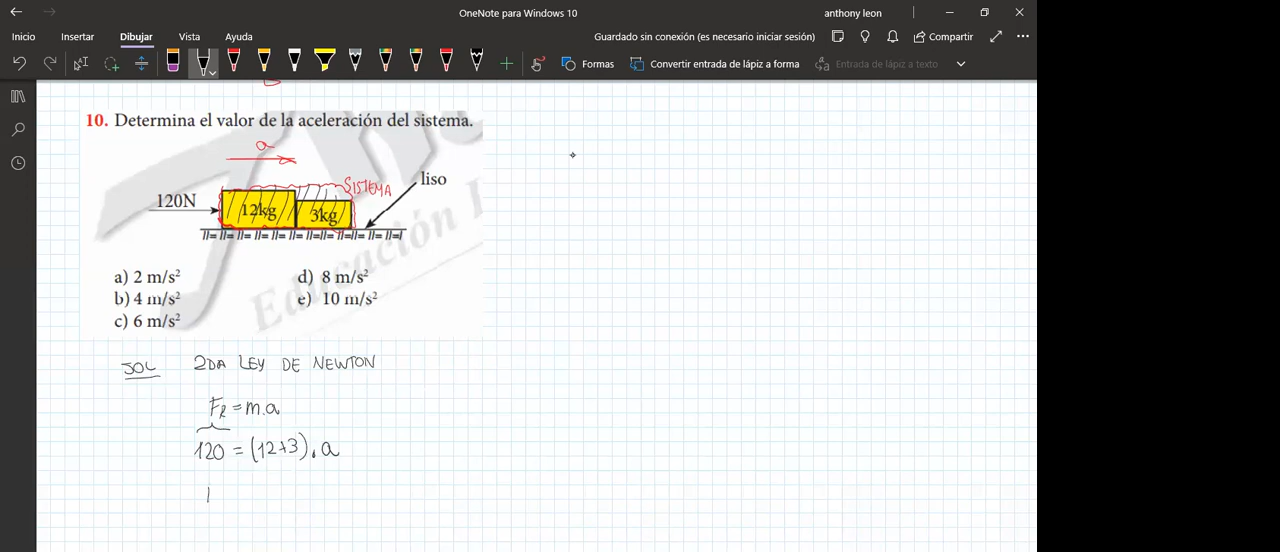 OneNote para Windows 10
anthony leon
Inicio
Insertar
Dibujar
Vista
Ayuda
Guardado sin conexión (es necesario iniciar sesión)
Compartir
Formas
Convertir entrada de lápiz a forma
Entrada de lápiz a texto
10. Determina el valor de la aceleración del sistema.
a
SISTEMA
liso
120N
12kg
3kg
a) 2 m/s²
d) 8 m/s²
b) 4 m/s²
e) 10 m/s²
c) 6 m/s²
Educación
SOL 2DA LEY DE NEWTON
FR = m.a
120 = (12+3).a